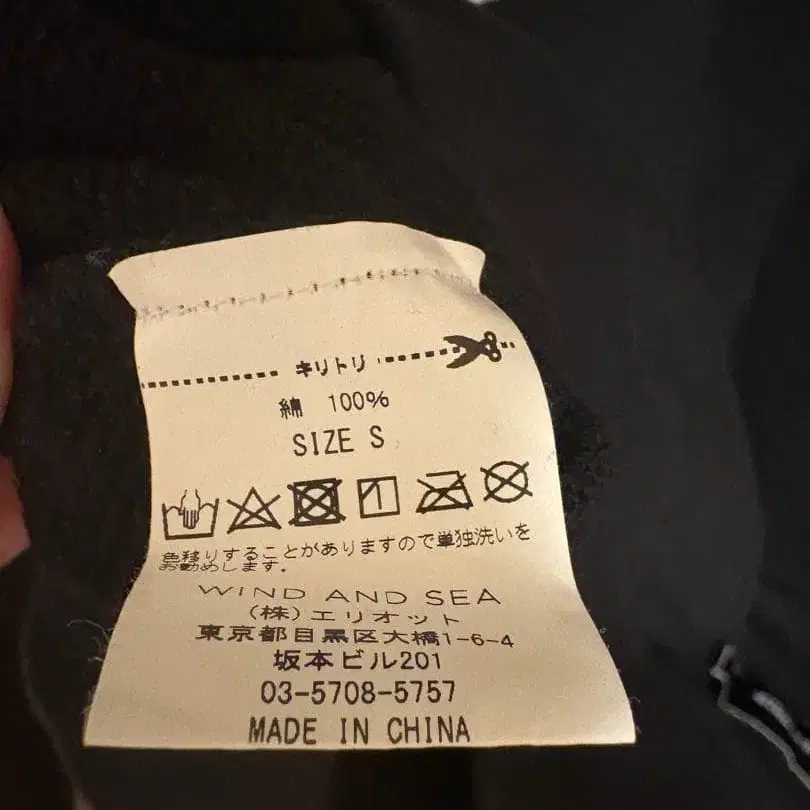 キリトリ
綿 100%
SIZE S
色移りすることがありますので単独洗いを
お勧めします。
WIND AND SEA
(株)エリオット
東京都目黒区大橋1-6-4
坂本ビル201
03-5708-5757
MADE IN CHINA